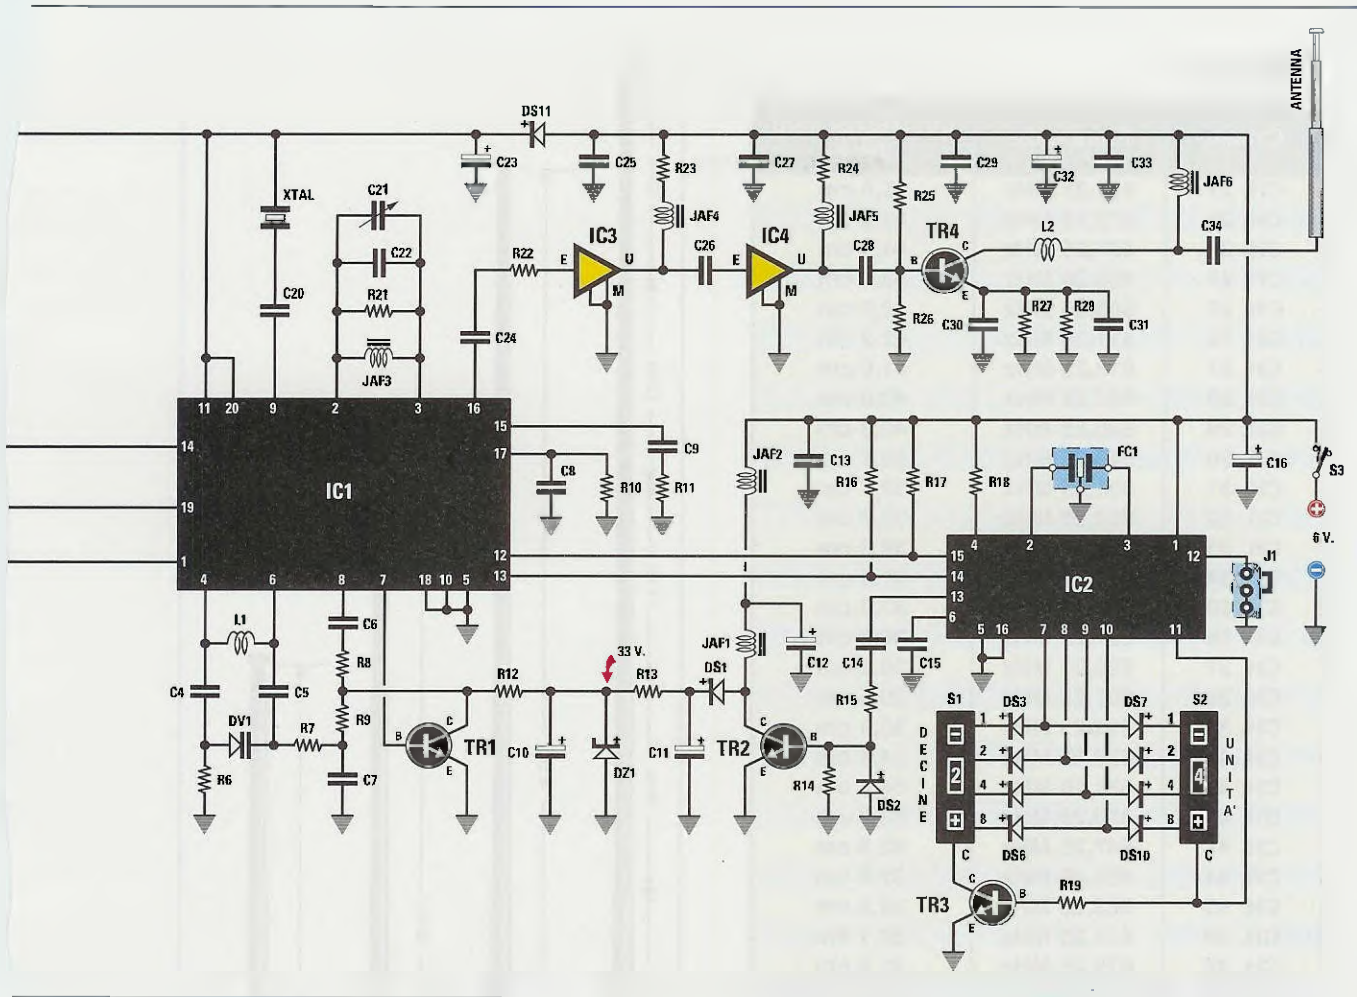 ANTENNA
DS11
C23
C25
R23
C27
R24
C29
C32
C33
R25
JAF6
XTAL
C21
JAF4
JAF5
IC3
IC4
TR4
L2
C34
C22
R22
E
U
M
C26
E
U
M
C28
B
C
E
C20
R21
C24
R26
C30
R27
R28
C31
JAF3
11
20
9
2
3
16
14
15
17
19
1
12
13
IC1
C9
C8
R10
R11
JAF2
C13
R16
R17
R18
FC1
C16
S3
6 V.
J1
4
2
3
1
12
15
14
13
6
IC2
5
16
7
8
9
10
11
4
6
8
7
18
10
5
L1
C6
R8
C4
C5
DV1
R7
R9
R6
C7
B
C
E
TR1
R12
33 V.
R13
C10
DZ1
C11
DS1
JAF1
C12
C14
C15
R15
TR2
C
B
E
R14
DS2
S1
DS3
DS7
S2
DECINE
UNITA'
1
2
4
8
1
2
4
8
2
4
DS6
DS10
C
C
TR3
C
B
E
R19